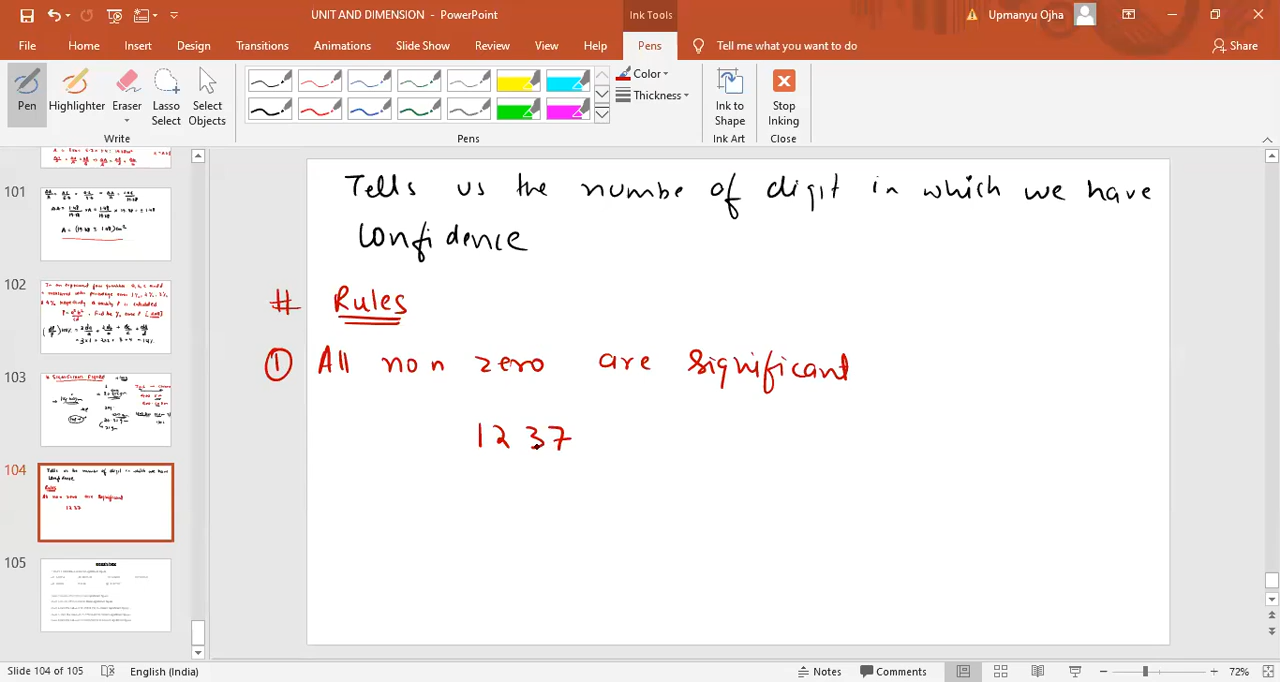 UNIT AND DIMENSION - PowerPoint
Ink Tools
Upmanyu Ojha
File Home Insert Design Transitions Animations Slide Show Review View Help Pens Tell me what you want to do Share
Pen Highlighter Eraser Lasso Select Select Objects
Color
Thickness
Ink to Shape
Stop Inking
Write
Pens
Ink Art
Close
101
102
103
104
105
Tells us the numbe of digit in which we have
Confidence
# Rules
① All non zero are significant
1237
Slide 104 of 105 English (India) Notes Comments 72%